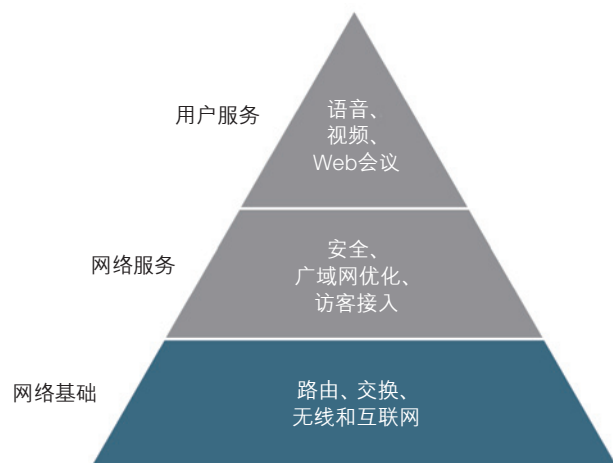 用户服务
语音、
视频、
Web会议
网络服务
安全、
广域网优化、
访客接入
网络基础
路由、交换、
无线和互联网